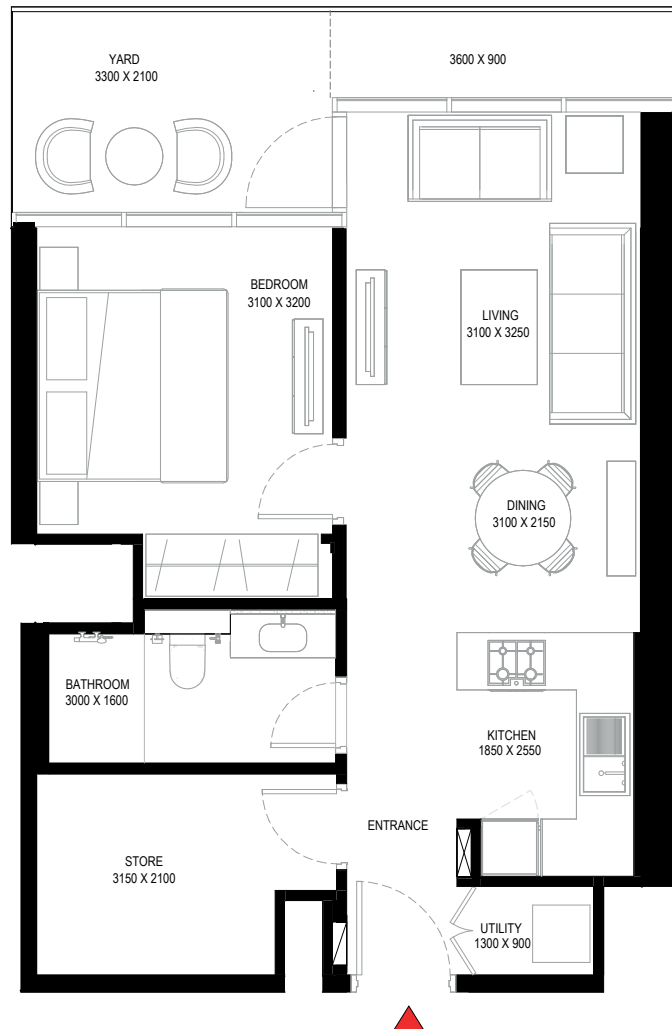 YARD
3300 X 2100
3600 X 900
BEDROOM
3100 X 3200
LIVING
3100 X 3250
DINING
3100 X 2150
BATHROOM
3000 X 1600
KITCHEN
1850 X 2550
ENTRANCE
STORE
3150 X 2100
UTILITY
1300 X 900